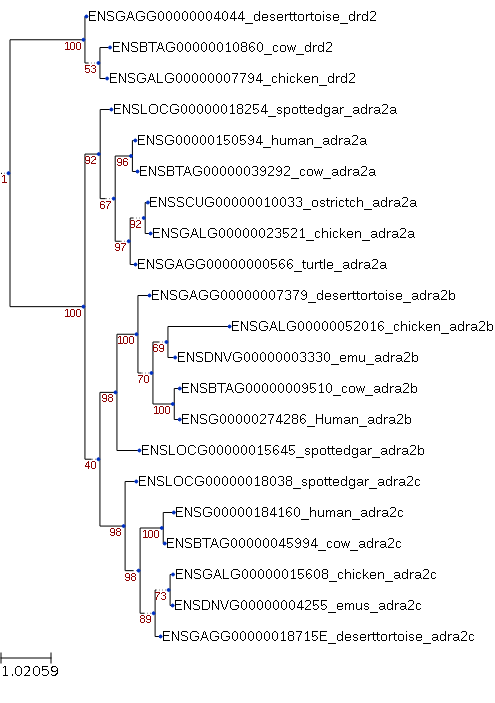 ENSGAGG00000004044_deserttortoise_drd2
100
ENSBTAG00000010860_cow_drd2
53
ENSGALG00000007794_chicken_drd2
ENSLOCG00000018254_spottedgar_adra2a
ENSG00000150594_human_adra2a
92
96
ENSBTAG00000039292_cow_adra2a
1
67
ENSSCUG00000010033_ostrictch_adra2a
92
ENSGALG00000023521_chicken_adra2a
97
ENSGAGG00000000566_turtle_adra2a
ENSGAGG00000007379_deserttortoise_adra2b
100
ENSGALG00000052016_chicken_adra2b
100
69
ENSDNVG00000003330_emu_adra2b
70
ENSBTAG00000009510_cow_adra2b
98
100
ENSG00000274286_Human_adra2b
ENSLOCG00000015645_spottedgar_adra2b
40
ENSLOCG00000018038_spottedgar_adra2c
ENSG00000184160_human_adra2c
98
100
ENSBTAG00000045994_cow_adra2c
98
ENSGALG00000015608_chicken_adra2c
73
ENSDNVG00000004255_emus_adra2c
89
ENSGAGG00000018715E_deserttortoise_adra2c
1.02059